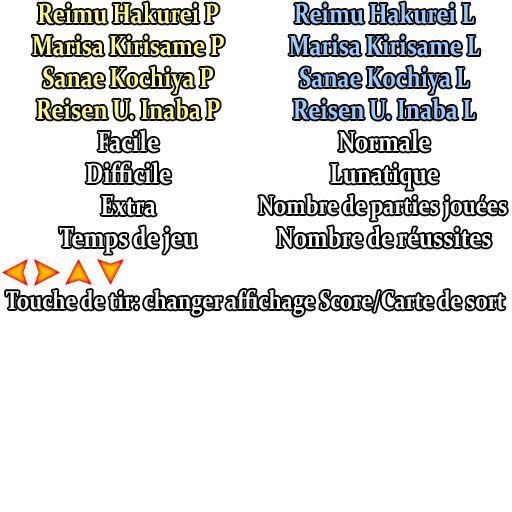 Reimu Hakurei P Reimu Hakurei L
Marisa Kirisame P Marisa Kirisame L
Sanae Kochiya P Sanae Kochiya L
Reisen U. Inaba P Reisen U. Inaba L
Facile Normale
Difficile Lunatique
Extra Nombre de parties jouées
Temps de jeu Nombre de réussites
Touche de tir: changer affichage Score/Carte de sort